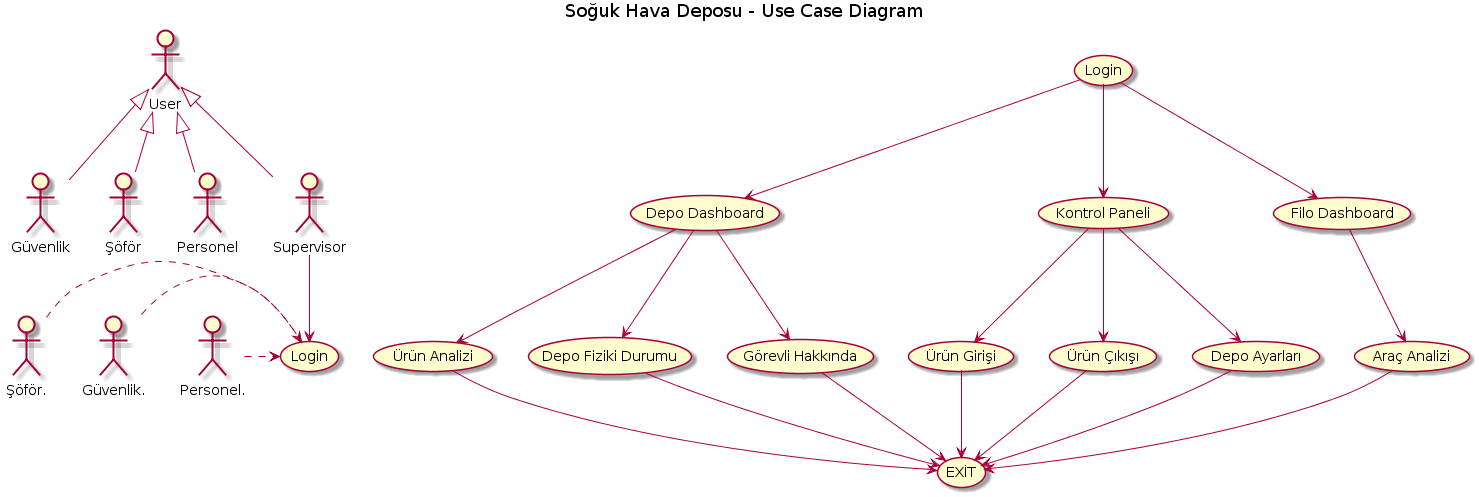 Soğuk Hava Deposu - Use Case Diagram
User
Login
Güvenlik
Şöför
Personel
Supervisor
Depo Dashboard
Kontrol Paneli
Filo Dashboard
Şöför.
Güvenlik.
Personel.
Login
Ürün Analizi
Depo Fiziki Durumu
Görevli Hakkında
Ürün Girişi
Ürün Çıkışı
Depo Ayarları
Araç Analizi
EXİT